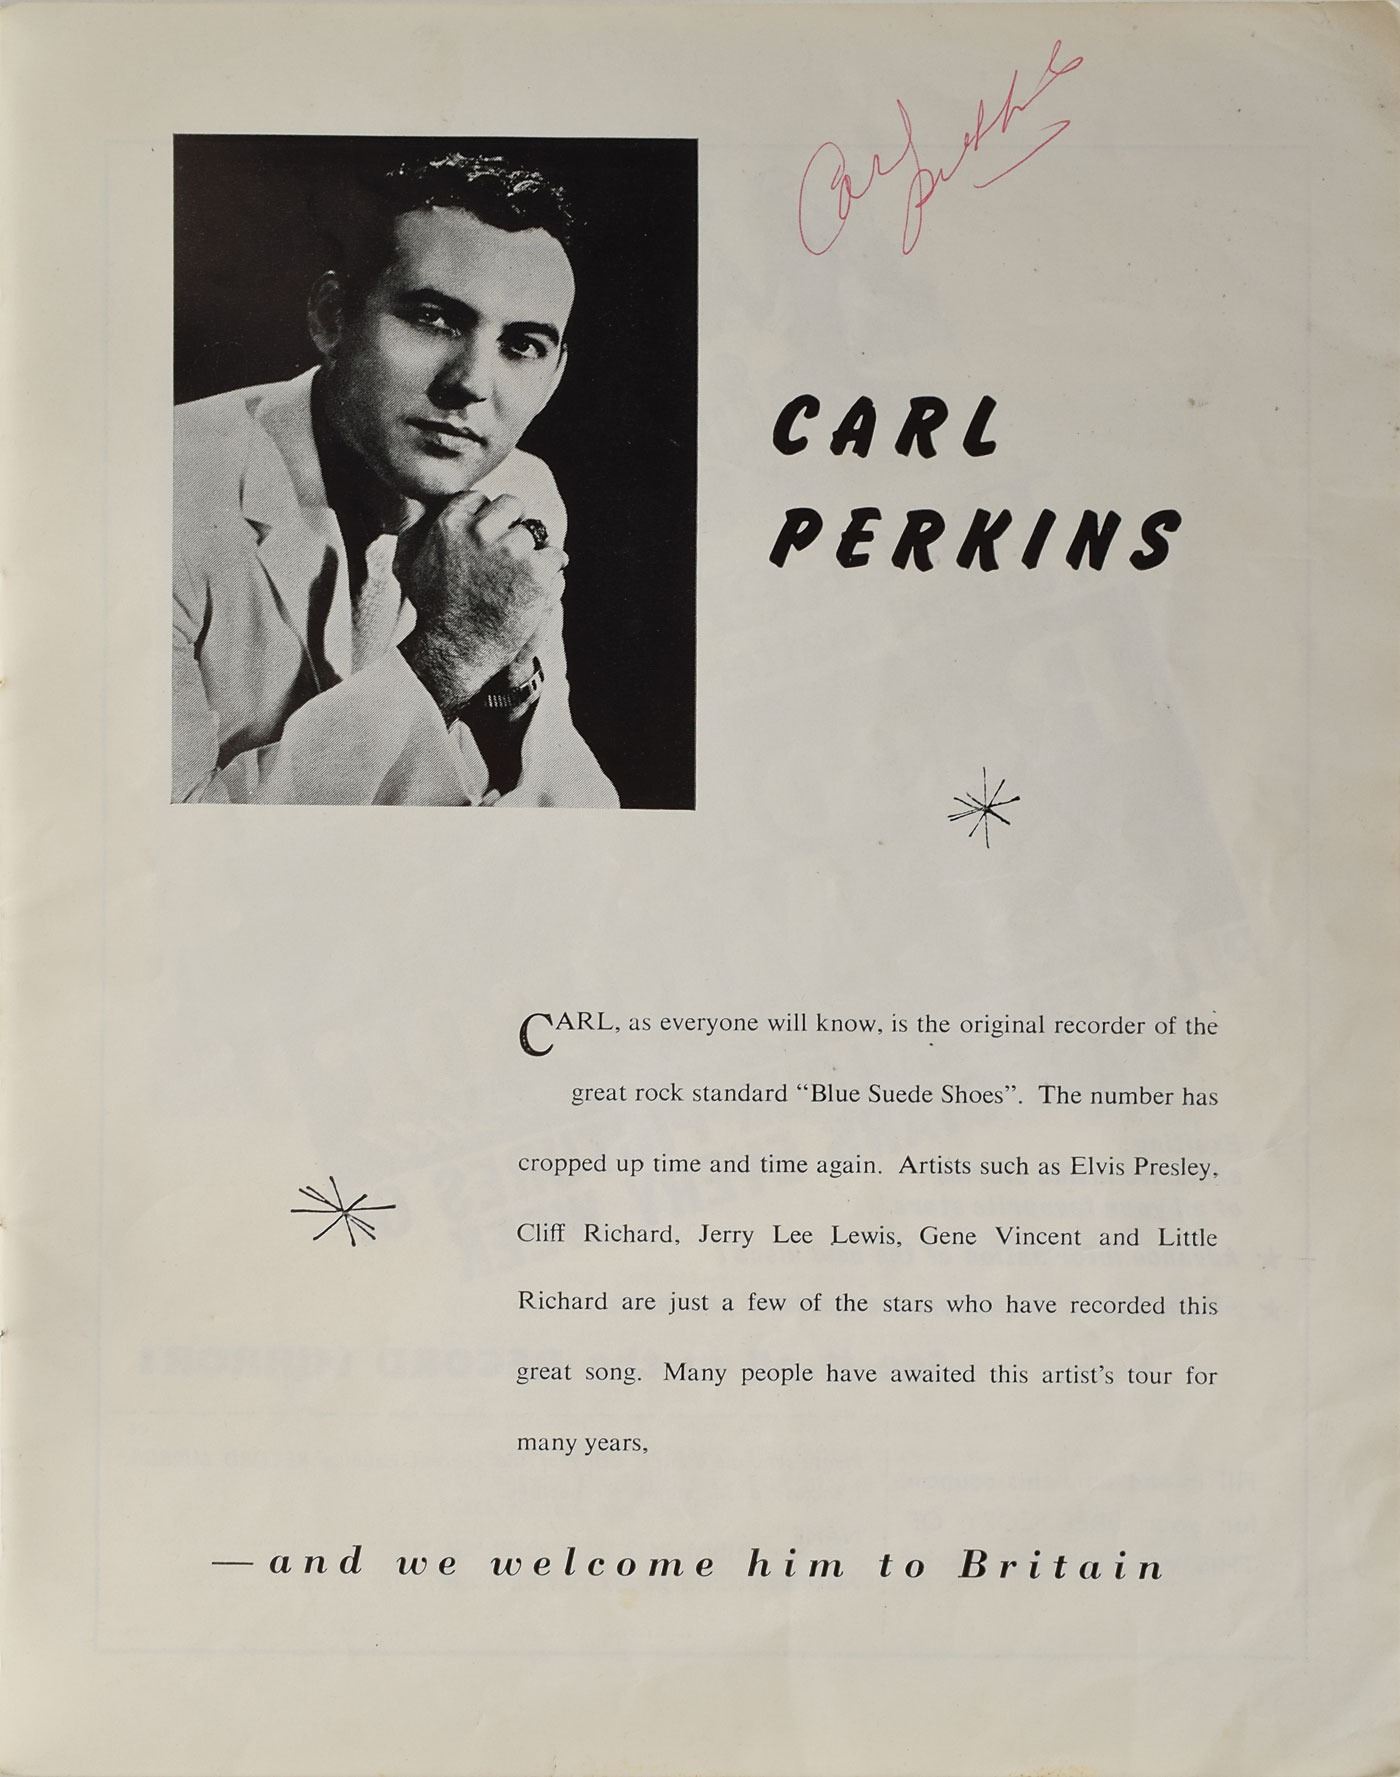 Carl Perkins
CARL
PERKINS
CARL, as everyone will know, is the original recorder of the
great rock standard “Blue Suede Shoes”. The number has
cropped up time and time again. Artists such as Elvis Presley,
Cliff Richard, Jerry Lee Lewis, Gene Vincent and Little
Richard are just a few of the stars who have recorded this
great song. Many people have awaited this artist’s tour for
many years,
—and we welcome him to Britain